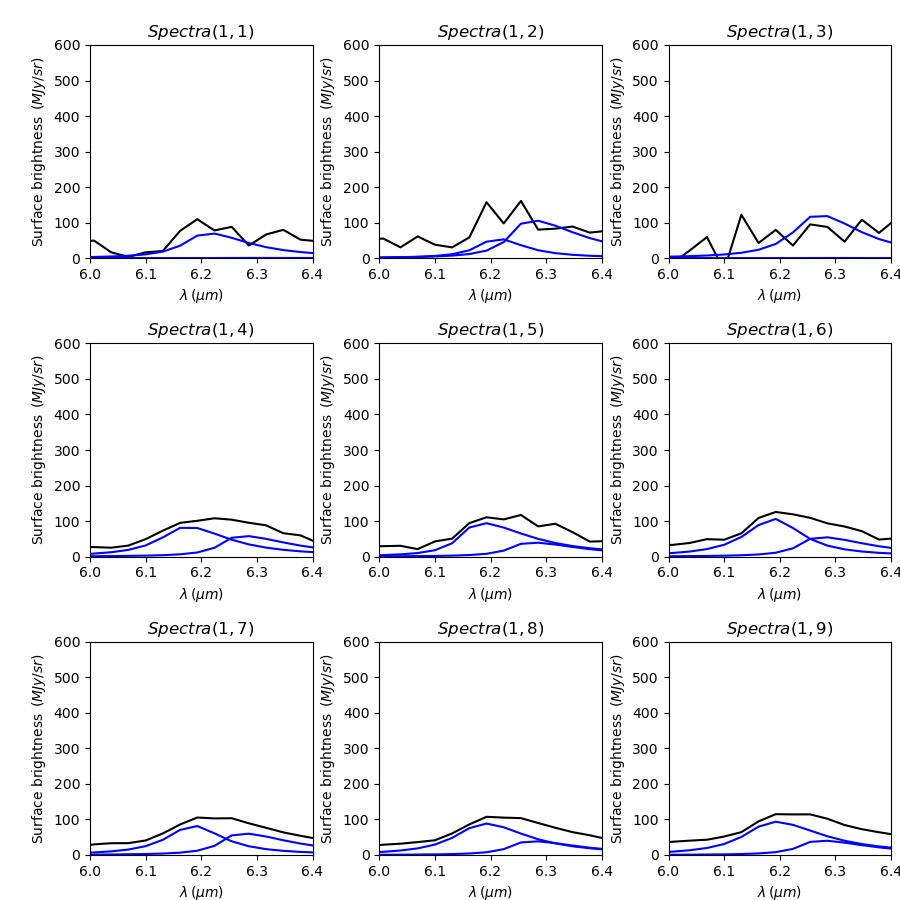 Spectra(1, 1) Spectra(1, 2) Spectra(1, 3)
Surface brightness (MJy/sr) Surface brightness (MJy/sr) Surface brightness (MJy/sr)
600 600 600
500 500 500
400 400 400
300 300 300
200 200 200
100 100 100
0 0 0
6.0 6.1 6.2 6.3 6.4 6.0 6.1 6.2 6.3 6.4 6.0 6.1 6.2 6.3 6.4
λ (μm) λ (μm) λ (μm)
Spectra(1, 4) Spectra(1, 5) Spectra(1, 6)
Surface brightness (MJy/sr) Surface brightness (MJy/sr) Surface brightness (MJy/sr)
600 600 600
500 500 500
400 400 400
300 300 300
200 200 200
100 100 100
0 0 0
6.0 6.1 6.2 6.3 6.4 6.0 6.1 6.2 6.3 6.4 6.0 6.1 6.2 6.3 6.4
λ (μm) λ (μm) λ (μm)
Spectra(1, 7) Spectra(1, 8) Spectra(1, 9)
Surface brightness (MJy/sr) Surface brightness (MJy/sr) Surface brightness (MJy/sr)
600 600 600
500 500 500
400 400 400
300 300 300
200 200 200
100 100 100
0 0 0
6.0 6.1 6.2 6.3 6.4 6.0 6.1 6.2 6.3 6.4 6.0 6.1 6.2 6.3 6.4
λ (μm) λ (μm) λ (μm)